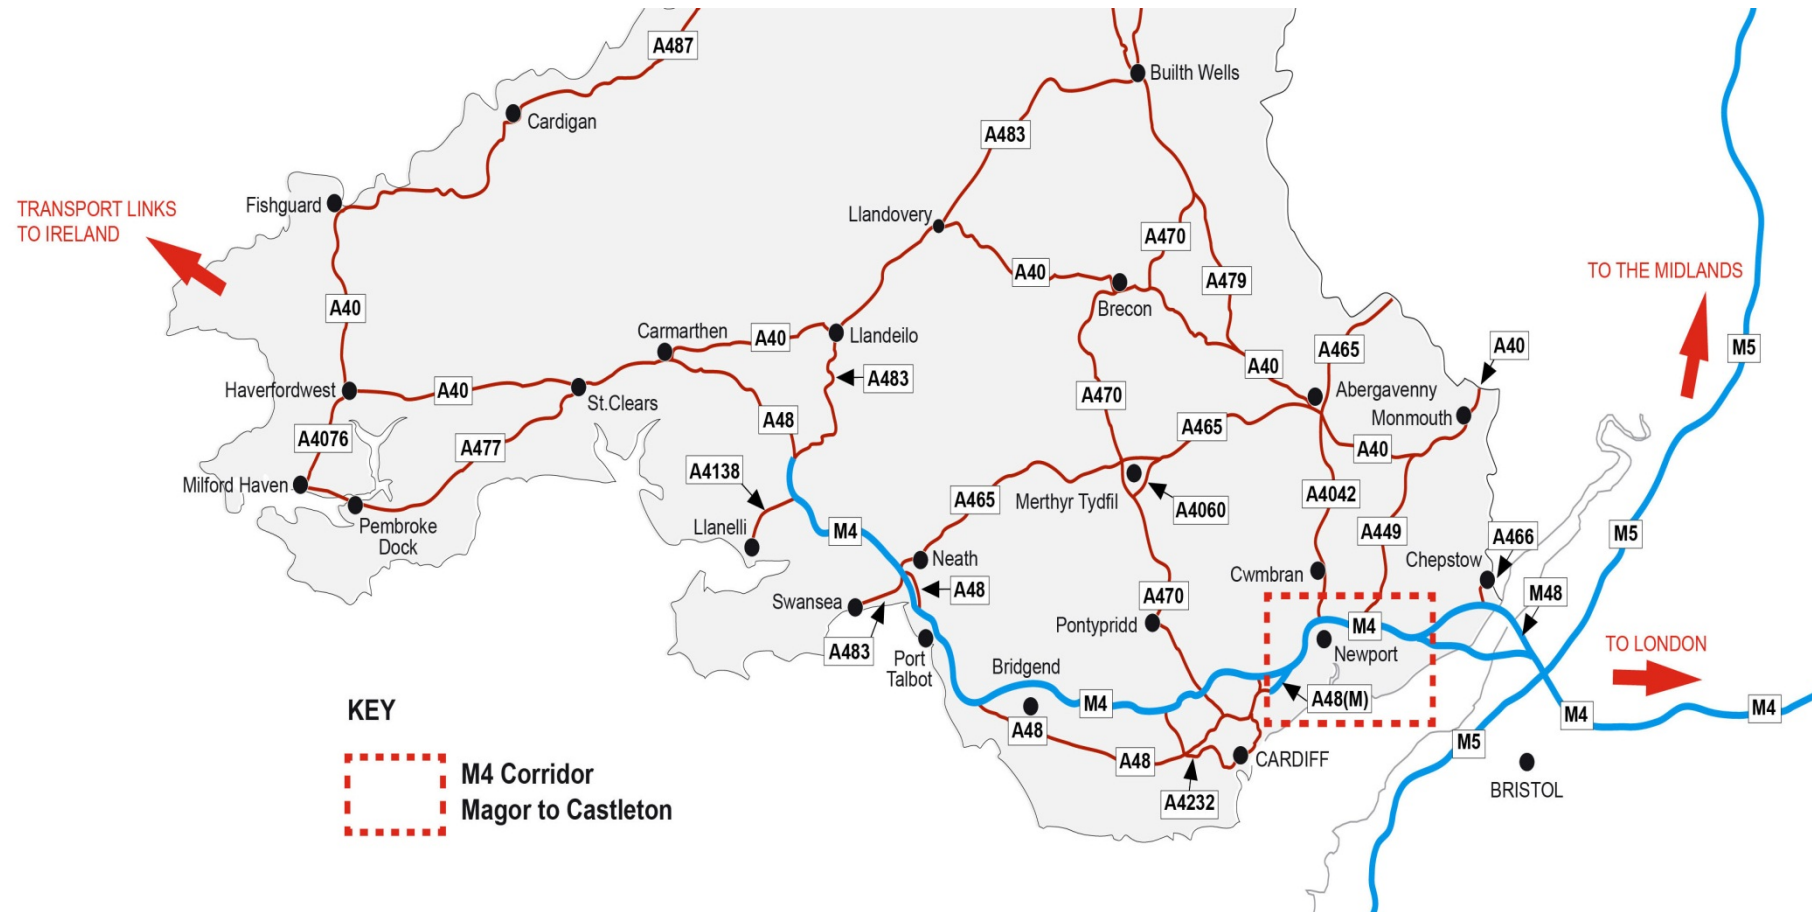 A487
Builth Wells
Cardigan
A483
Fishguard
TRANSPORT LINKS
TO IRELAND
Llandovery
A470
A40
A479
TO THE MIDLANDS
Brecon
A40
Carmarthen
A40
Llandeilo
A465
A40
M5
A40
A483
Haverfordwest
A40
St.Clears
A470
Abergavenny
Monmouth
A48
A465
A4076
A477
A40
A4138
Milford Haven
A465
Merthyr Tydfil
A4060
A4042
Pembroke
Dock
Llanelli
M4
A449
A466
M5
Neath
Cwmbran
Chepstow
Swansea
A48
A470
M48
Pontypridd
M4
Newport
A483
Port
Talbot
Bridgend
TO LONDON
A48(M)
M4
M4
M4
KEY
A48
M5
A48
CARDIFF
BRISTOL
A4232
M4 Corridor
Magor to Castleton